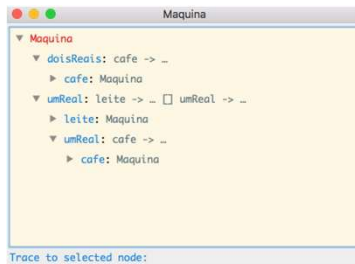 Maquina
Maquina
doisReais: cafe -> …
cafe: Maquina
umReal: leite -> … [] umReal -> …
leite: Maquina
umReal: cafe -> …
cafe: Maquina
Trace to selected node: